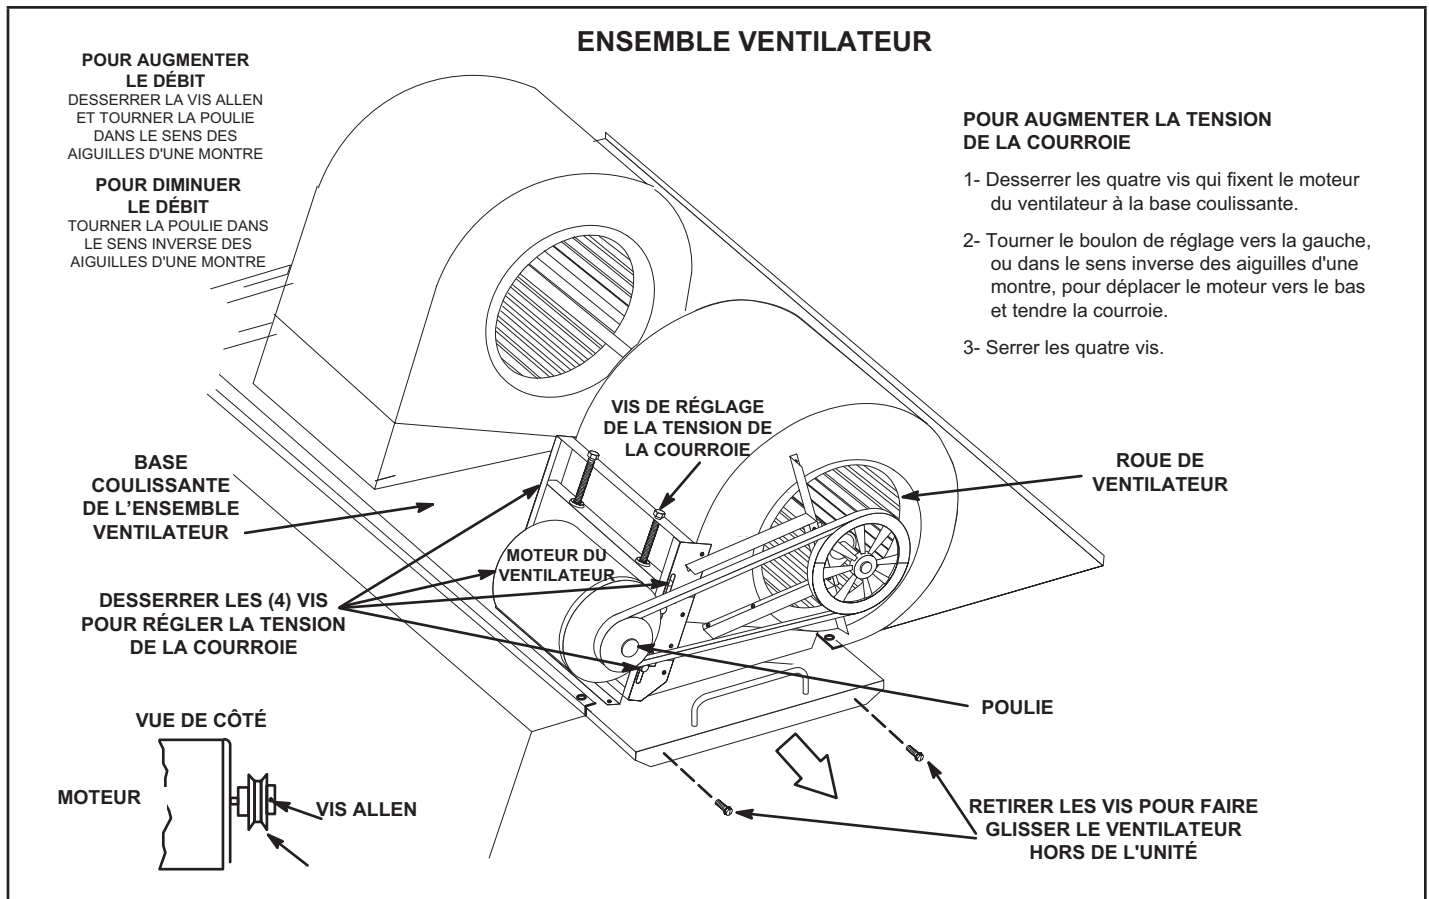 ENSEMBLE VENTILATEUR
POUR AUGMENTER
LE DÉBIT
DESSERRER LA VIS ALLEN
ET TOURNER LA POULIE
DANS LE SENS DES
AIGUILLES D'UNE MONTRE
POUR DIMINUER
LE DÉBIT
TOURNER LA POULIE DANS
LE SENS INVERSE DES
AIGUILLES D'UNE MONTRE
POUR AUGMENTER LA TENSION
DE LA COURROIE
1- Desserrer les quatre vis qui fixent le moteur
du ventilateur à la base coulissante.
2- Tourner le boulon de réglage vers la gauche,
ou dans le sens inverse des aiguilles d'une
montre, pour déplacer le moteur vers le bas
et tendre la courroie.
3- Serrer les quatre vis.
VIS DE RÉGLAGE
DE LA TENSION DE
LA COURROIE
BASE
COULISSANTE
DE L’ENSEMBLE
VENTILATEUR
ROUE DE
VENTILATEUR
MOTEUR DU
VENTILATEUR
DESSERRER LES (4) VIS
POUR RÉGLER LA TENSION
DE LA COURROIE
POULIE
VUE DE CÔTÉ
MOTEUR
VIS ALLEN
RETIRER LES VIS POUR FAIRE
GLISSER LE VENTILATEUR
HORS DE L'UNITÉ